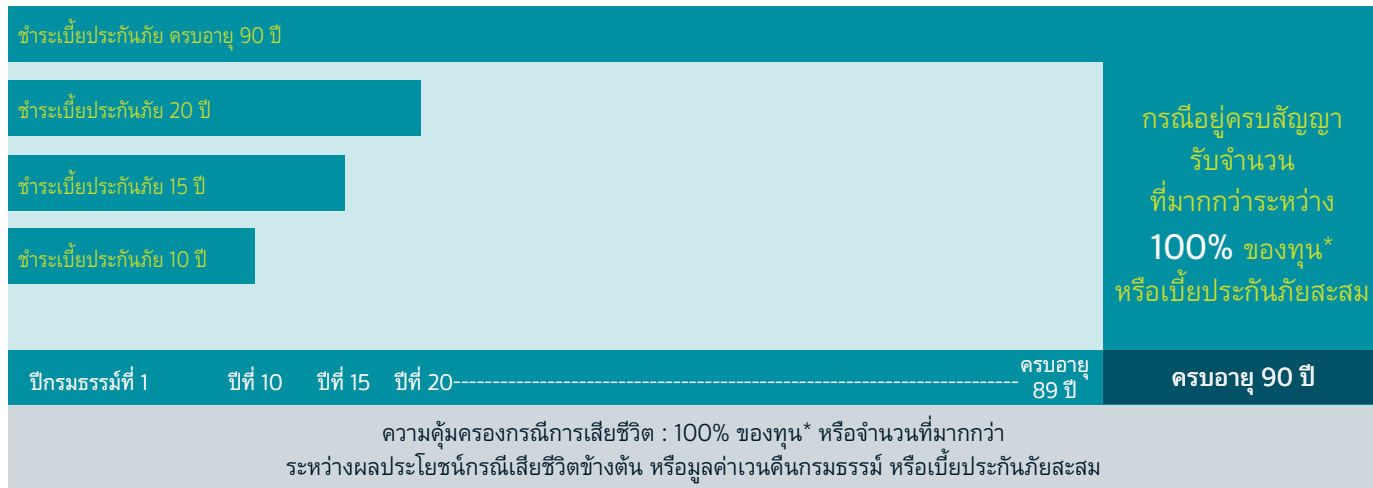 ชำระเบี้ยประกันภัย ครบอายุ 90 ปี
ชำระเบี้ยประกันภัย 20 ปี
ชำระเบี้ยประกันภัย 15 ปี
ชำระเบี้ยประกันภัย 10 ปี
กรณีอยู่ครบสัญญา
รับจำนวน
ที่มากกว่าระหว่าง
100% ของทุน*
หรือเบี้ยประกันภัยสะสม
ปีกรมธรรม์ที่ 1 ปีที่ 10 ปีที่ 15 ปีที่ 20------------------------------------------------------------------------
ครบอายุ
89 ปี
ครบอายุ 90 ปี
ความคุ้มครองกรณีการเสียชีวิต : 100% ของทุน* หรือจำนวนที่มากกว่า
ระหว่างผลประโยชน์กรณีเสียชีวิตข้างต้น หรือมูลค่าเวนคืนกรมธรรม์ หรือเบี้ยประกันภัยสะสม